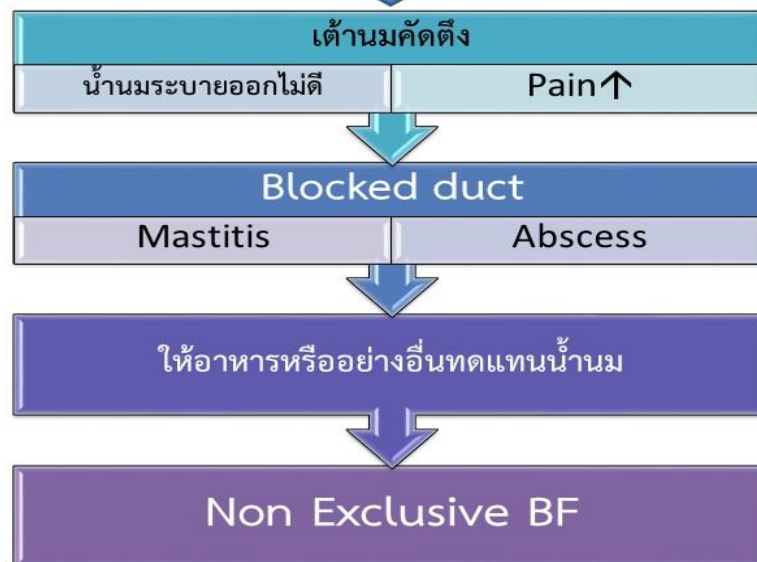 เต้านมคัดตึง
น้ำนมระบายออกไม่ดี
Pain↑
Blocked duct
Mastitis
Abscess
ให้อาหารหรืออย่างอื่นทดแทนน้ำนม
Non Exclusive BF